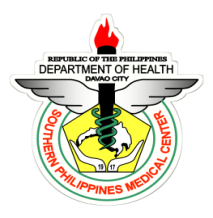 REPUBLIC OF THE PHILIPPINES
DEPARTMENT OF HEALTH
DAVAO CITY
SOUTHERN PHILIPPINES MEDICAL CENTER
19 17